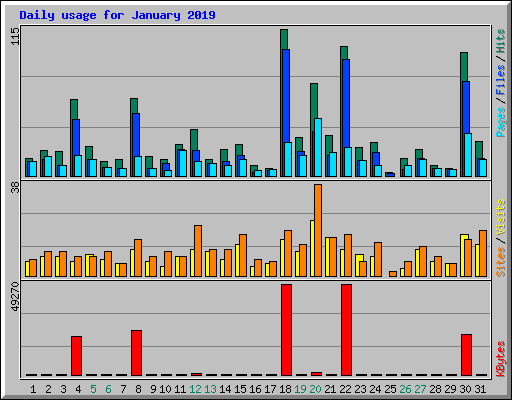 Daily usage for January 2019
115
Pages / Files / Hits
38
Sites / Visits
49270
KBytes
1 2 3 4 5 6 7 8 9 10 11 12 13 14 15 16 17 18 19 20 21 22 23 24 25 26 27 28 29 30 31